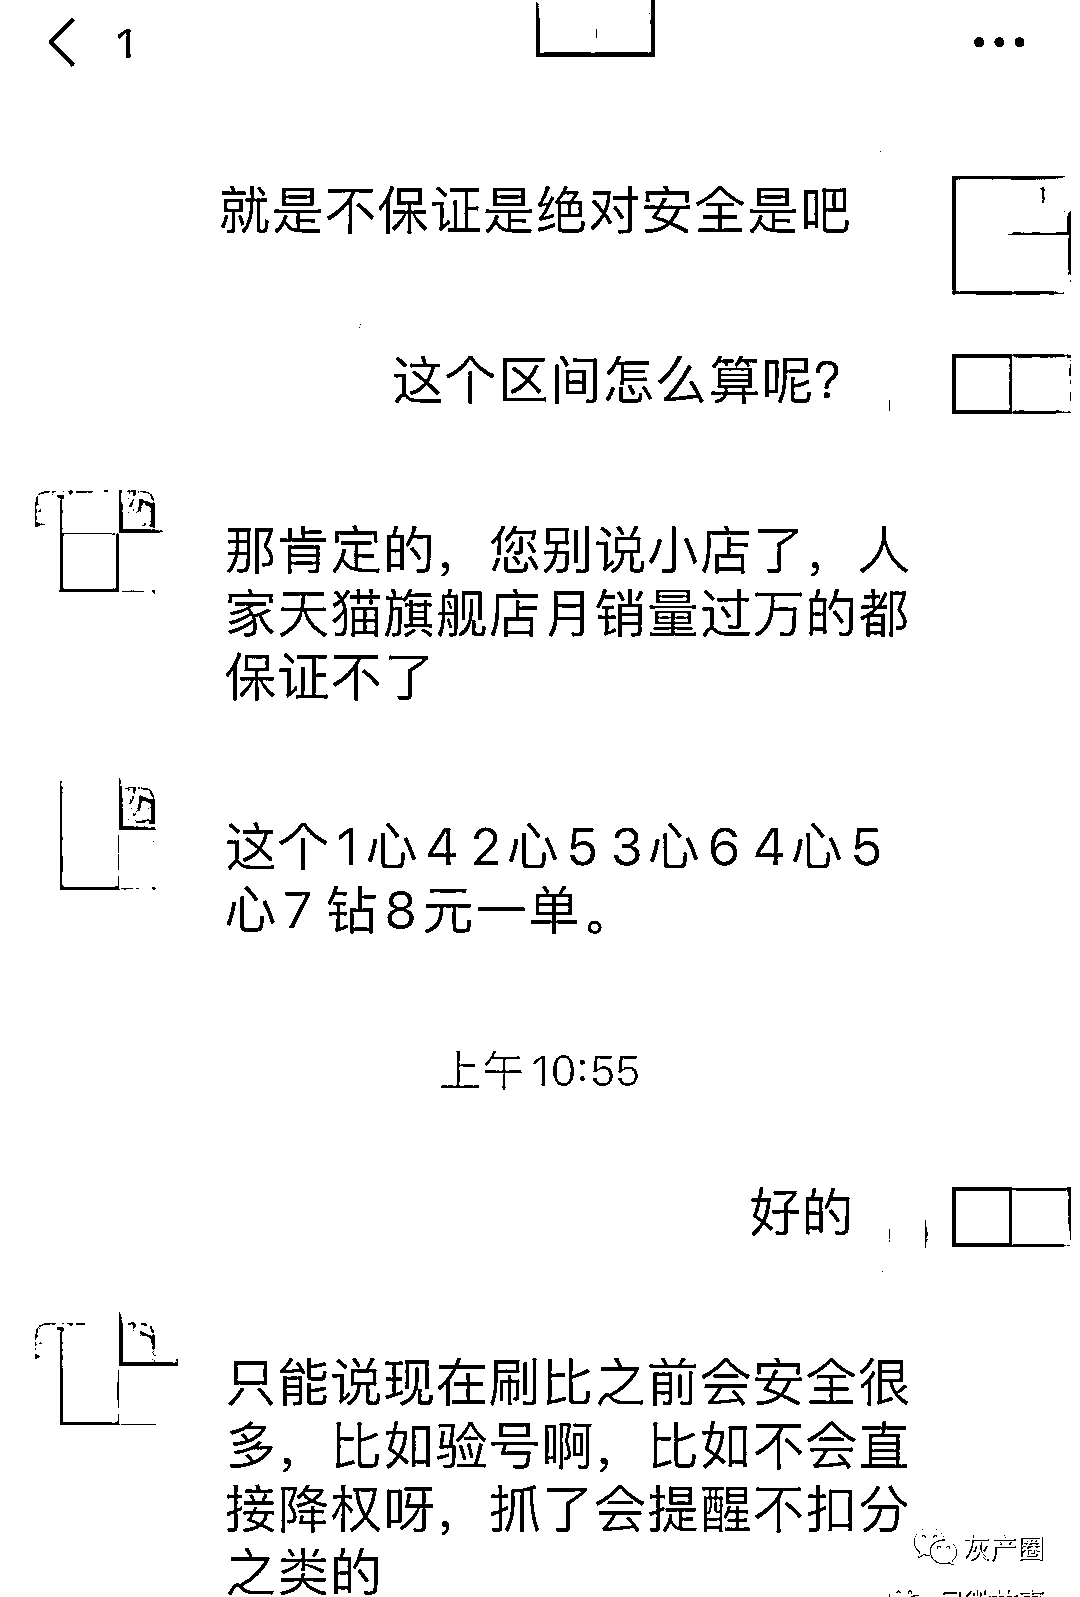 1
就是不保证是绝对安全是吧
这个区间怎么算呢？
那肯定的，您别说小店了，人
家天猫旗舰店月销量过万的都
保证不了
这个1心4 2心5 3心6 4心5
心7 钻8元一单。
上午10:55
好的
只能说现在刷比之前会安全很
多，比如验号啊，比如不会直
接降权呀，抓了会提醒不扣分
之类的
灰产圈